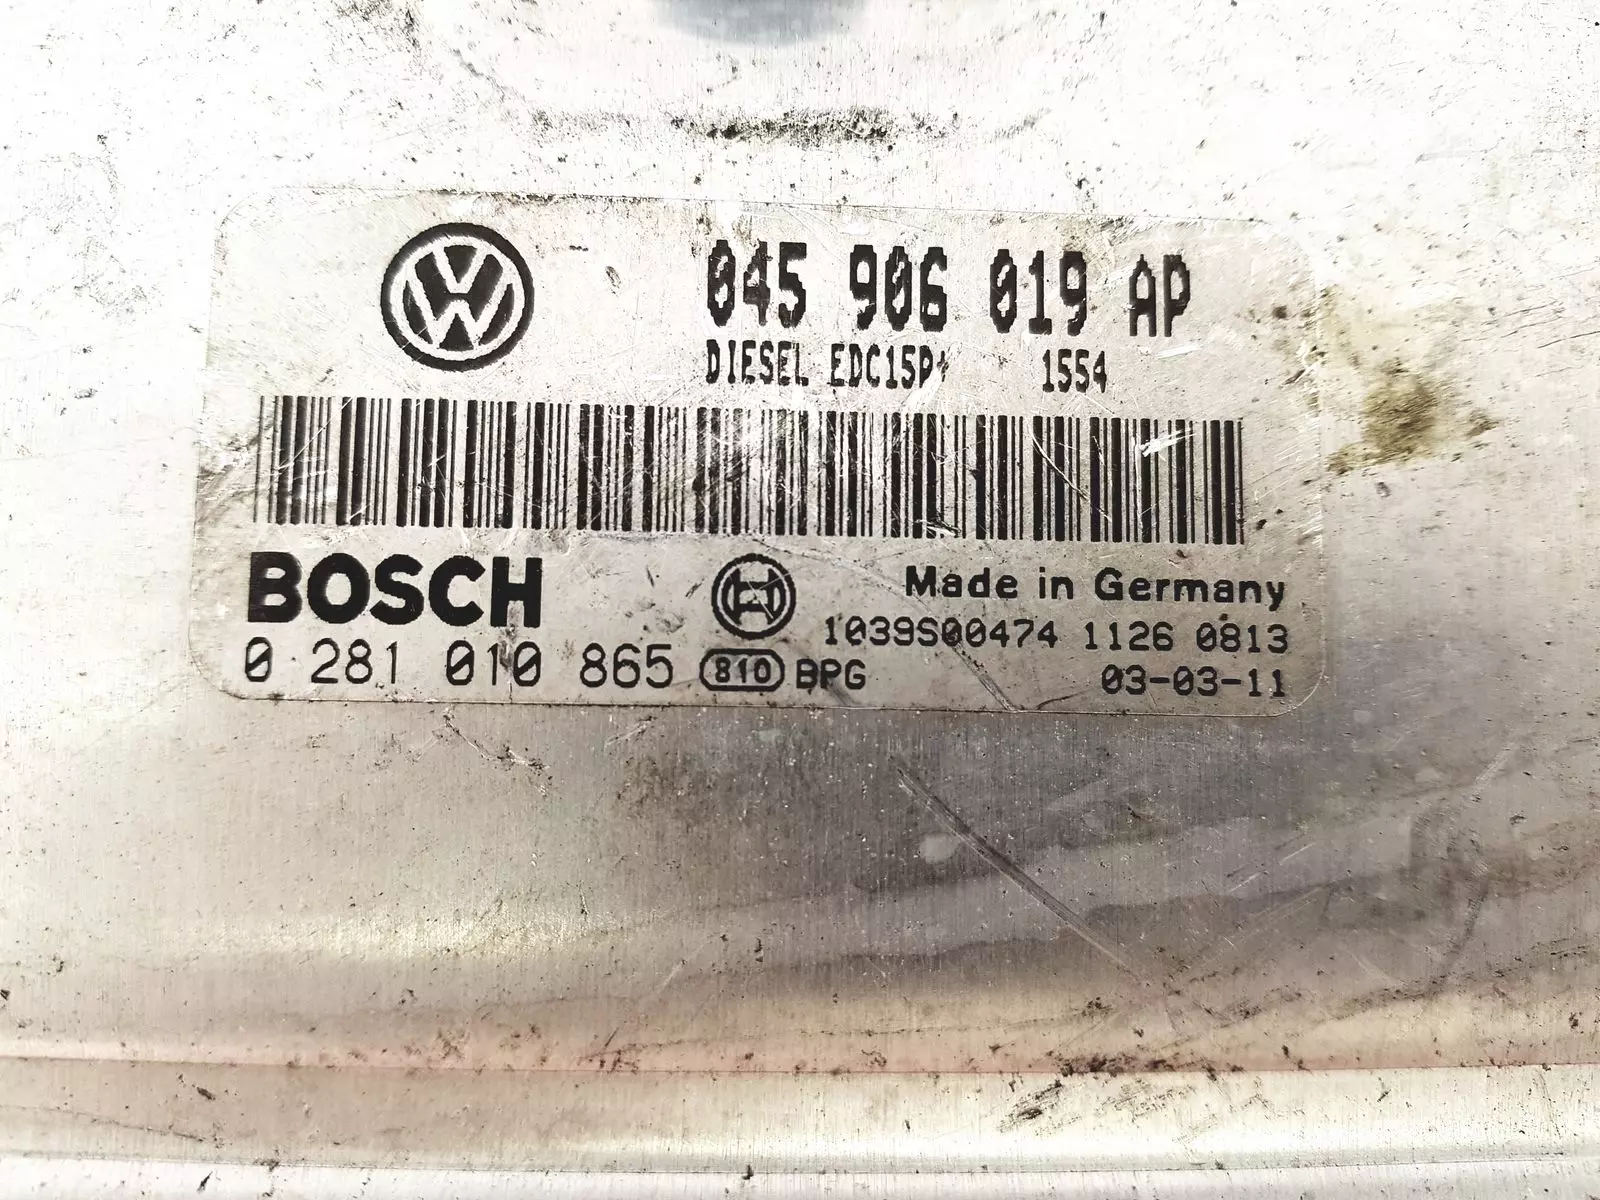 045 906 019 AP
DIESEL EDC15P+ 1554
BOSCH
Made in Germany
1039S00474 1126 0813
0 281 010 865 810 BPG
03-03-11